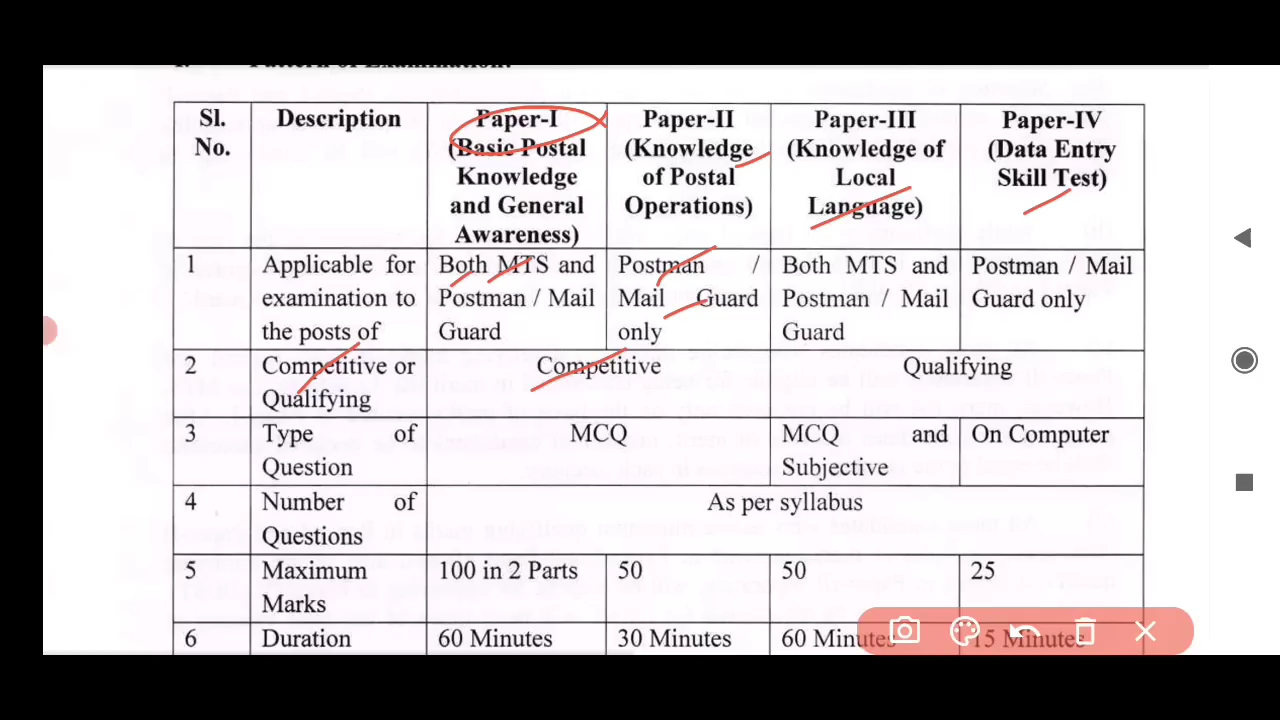 Pattern of Examination:
Sl. No. Description Paper-I (Basic Postal Knowledge and General Awareness) Paper-II (Knowledge of Postal Operations) Paper-III (Knowledge of Local Language) Paper-IV (Data Entry Skill Test)
1 Applicable for examination to the posts of Both MTS and Postman / Mail Guard Postman / Mail Guard only Both MTS and Postman / Mail Guard Postman / Mail Guard only
2 Competitive or Qualifying Competitive Qualifying
3 Type of Question MCQ MCQ and Subjective On Computer
4 Number of Questions As per syllabus
5 Maximum Marks 100 in 2 Parts 50 50 25
6 Duration 60 Minutes 30 Minutes 60 Minutes 15 Minutes